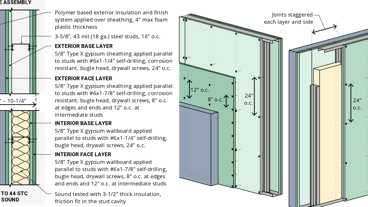 E ASSEMBLY
Polymer based exterior insulation and finish
system applied over sheathing, 4" max foam
plastic thickness
3-5/8", 43 mil (18 ga.) steel studs, 16" o.c.
EXTERIOR BASE LAYER
5/8" Type X gypsum sheathing applied parallel
to studs with #6x1-1/4" self-drilling, corrosion
resistant, bugle head, drywall screws, 24" o.c.
EXTERIOR FACE LAYER
5/8" Type X gypsum sheathing applied parallel
to studs with #6x1-7/8" self-drilling, corrosion
resistant, bugle head, drywall screws, 8" o.c.
at edges and ends and 12" o.c. at
intermediate studs
INTERIOR BASE LAYER
5/8" Type X gypsum wallboard applied
parallel to studs with #6x1-1/4" self-drilling,
bugle head, drywall screws, 24" o.c.
INTERIOR FACE LAYER
5/8" Type X gypsum wallboard applied
parallel to studs with #6x1-7/8" self-drilling,
bugle head, drywall screws, 8" o.c. at edges
and ends and 12" o.c. at intermediate studs
Sound tested with 3-1/2" thick insulation,
friction fit in the stud cavity
- 10-1/4"
TO 44 STC
SOUND
12" o.c.
8" o.c.
24"
o.c.
Joints staggered
each layer and side
24"
o.c.